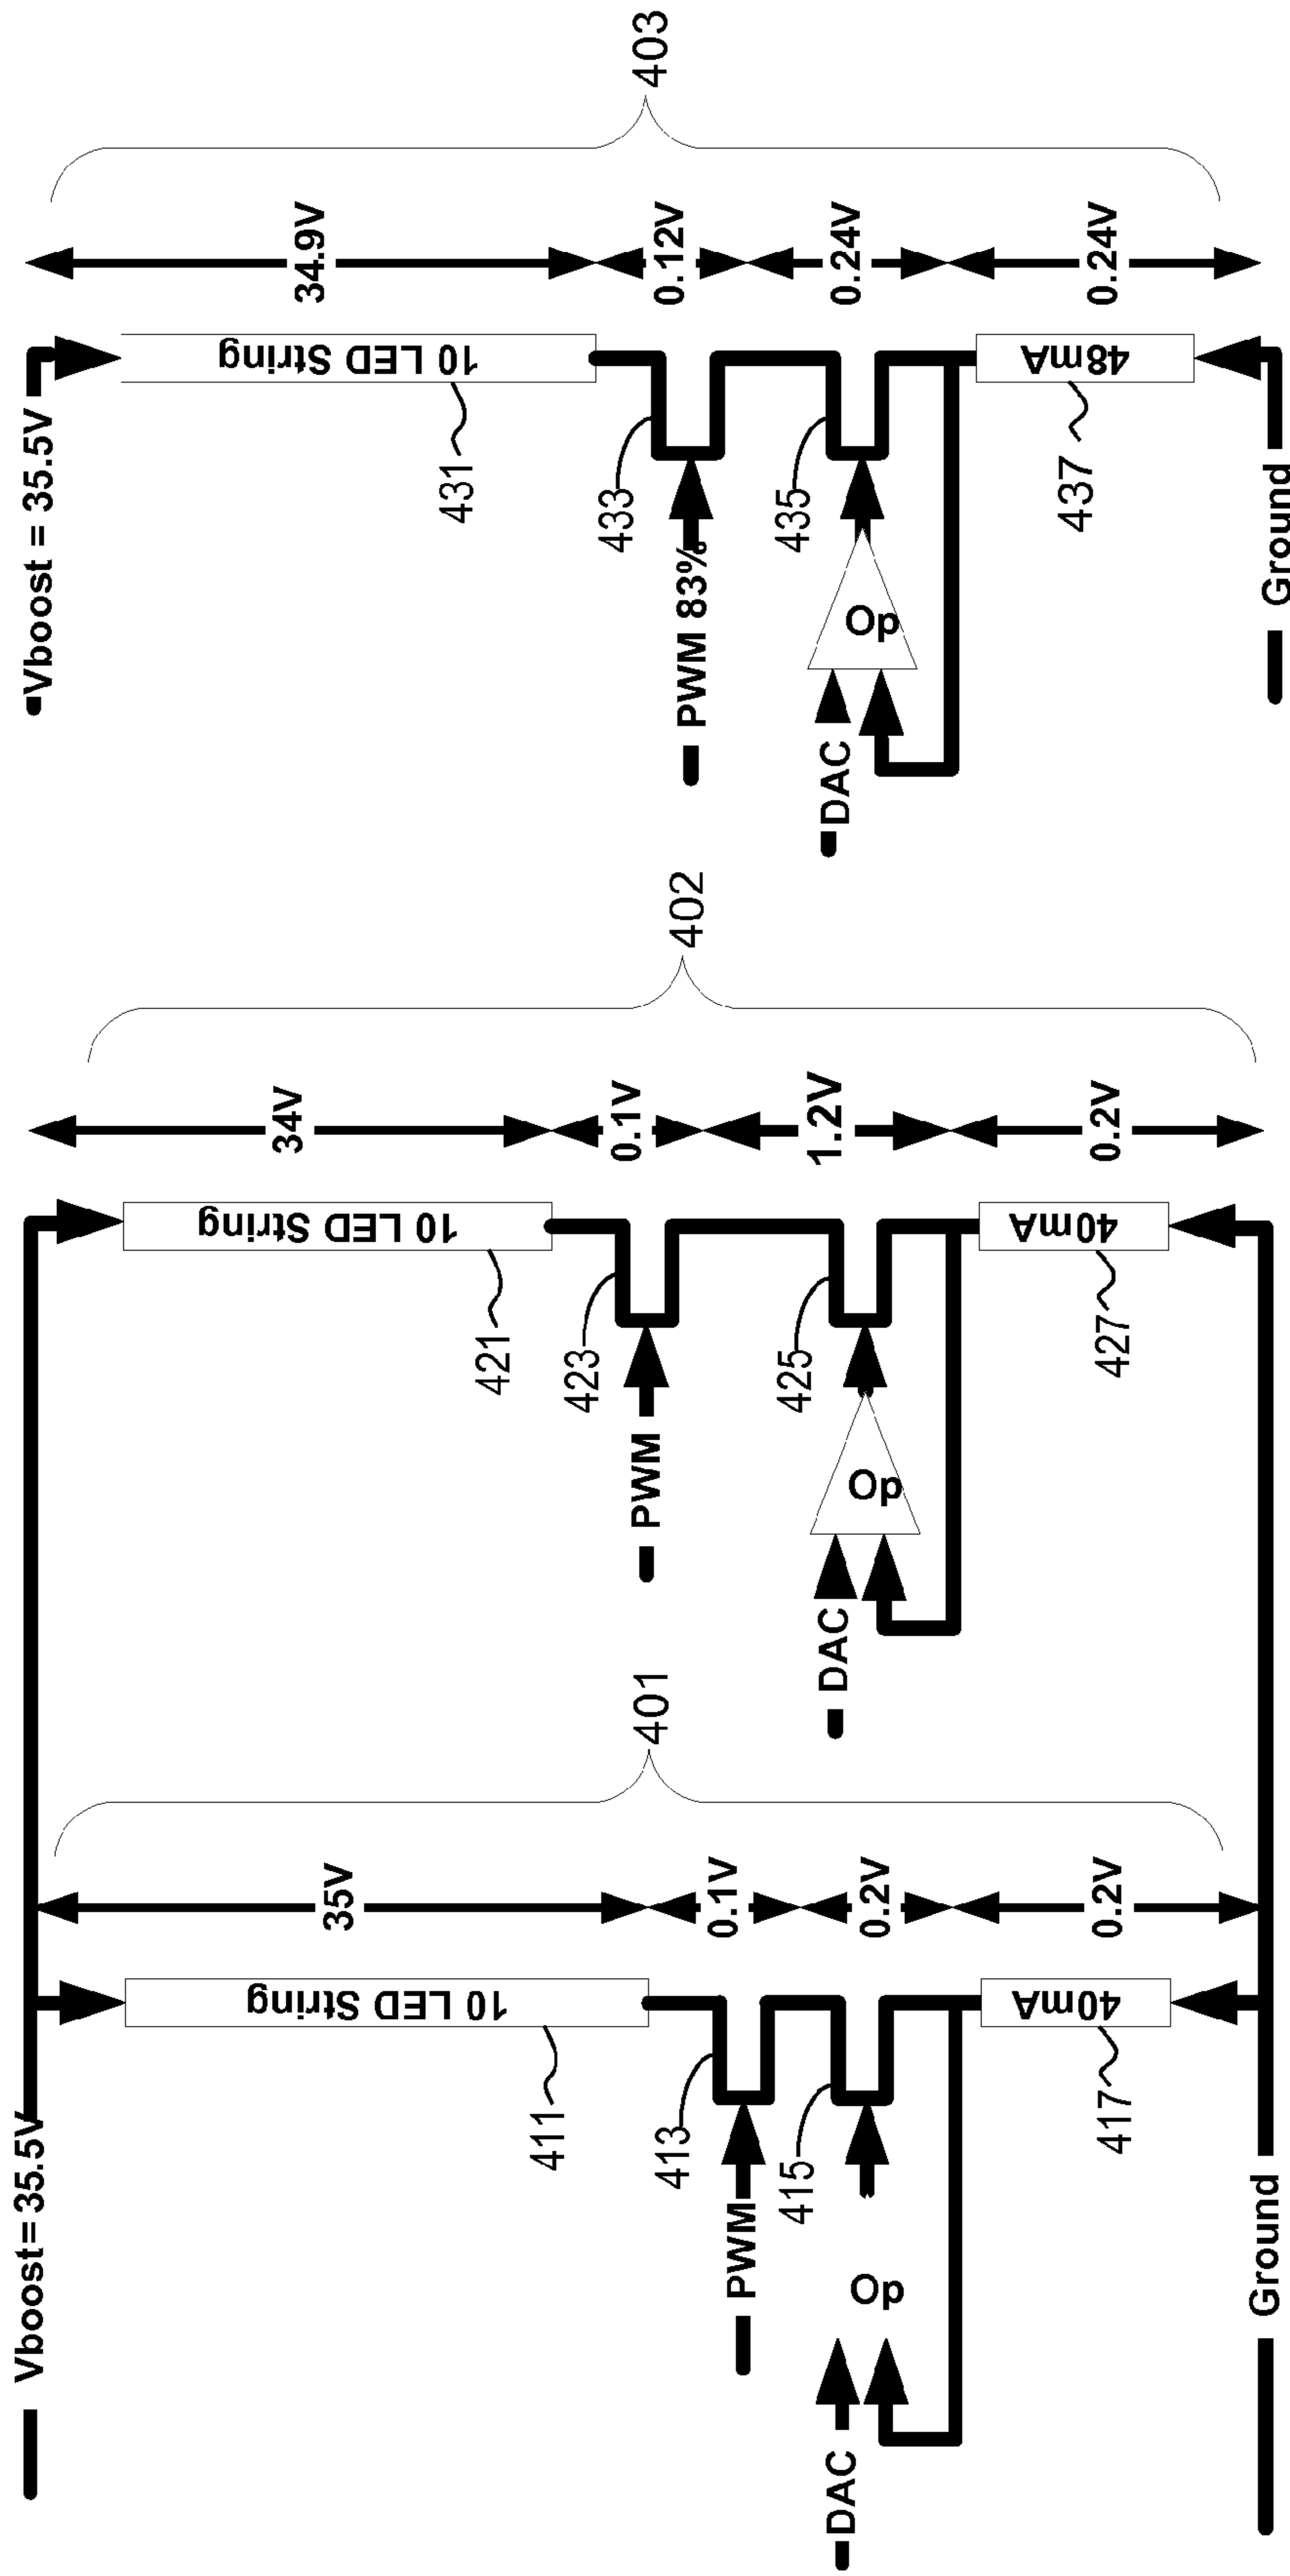 Vboost= 35.5V
10 LED String
411
35V
413
PWM
0.1V
415
DAC
Op
0.2V
40mA
417
0.2V
401
Ground
10 LED String
421
34V
423
PWM
0.1V
425
DAC
Op
1.2V
40mA
427
0.2V
402
Vboost = 35.5V
10 LED String
431
34.9V
433
PWM 83%
0.12V
435
DAC
Op
0.24V
48mA
437
0.24V
403
Ground